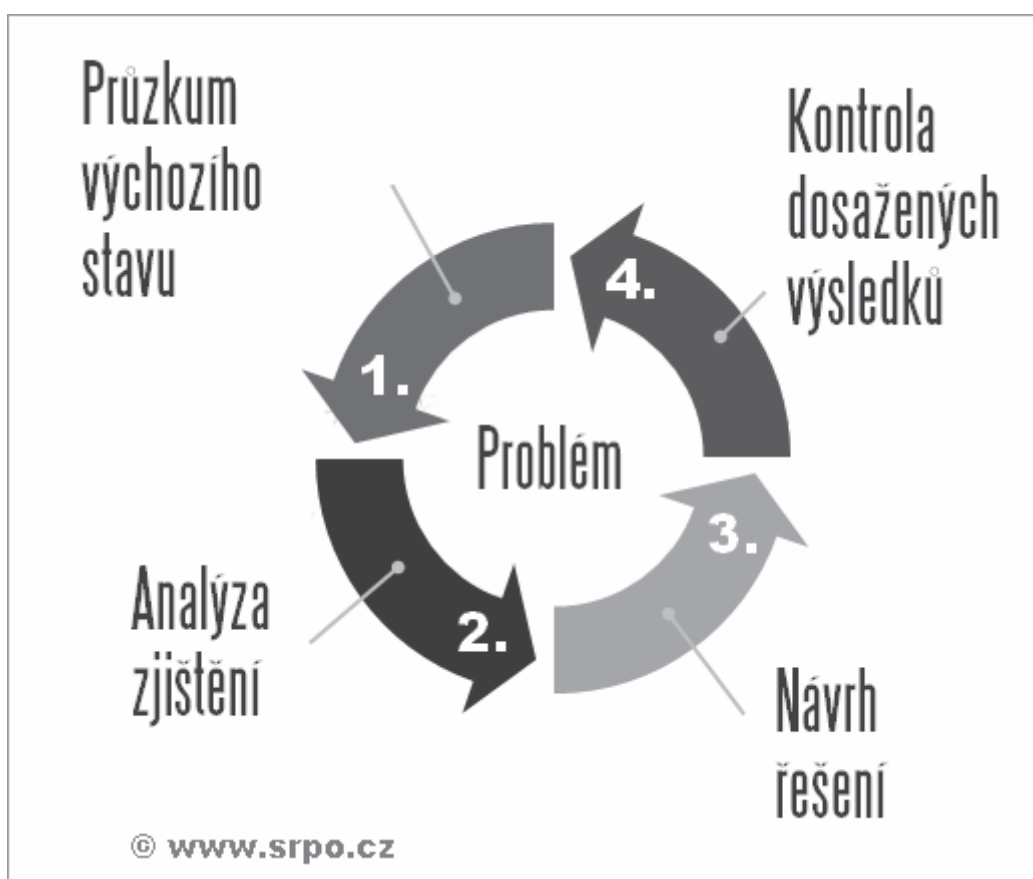 Průzkum
výchozího
stavu
1.
Analýza
zjištění
2.
Návrh
řešení
3.
Kontrola
dosažených
výsledků
4.
Problém
© www.srpo.cz